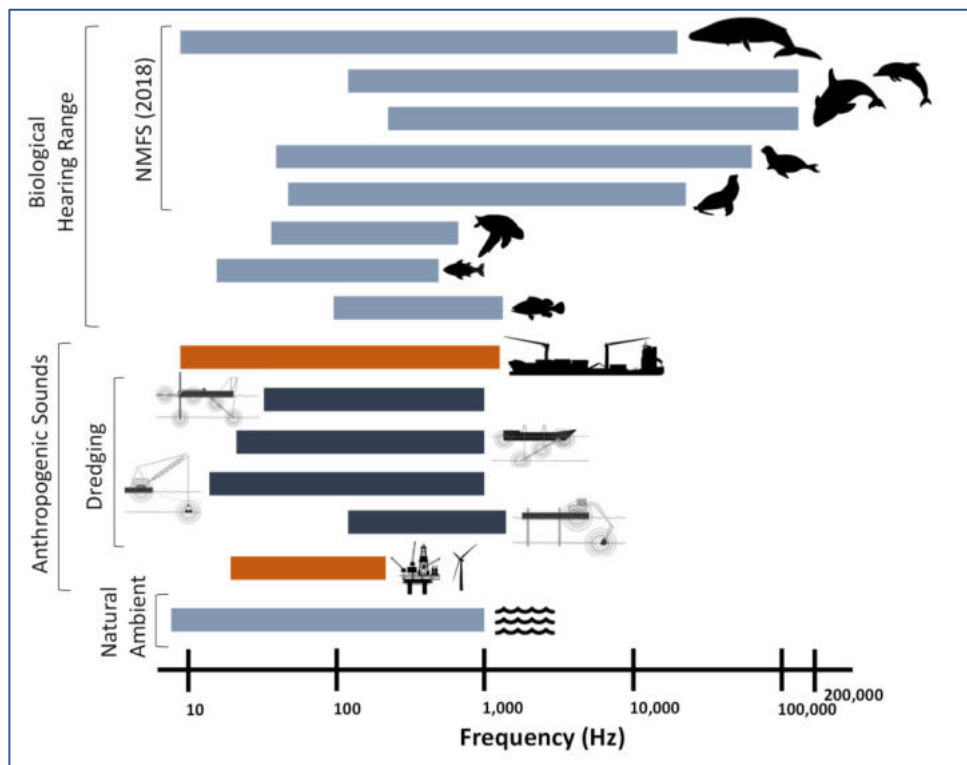 Biological
Hearing Range
NMFS (2018)
Anthropogenic Sounds
Dredging
Natural
Ambient
10
100
1,000
10,000
100,000
200,000
Frequency (Hz)